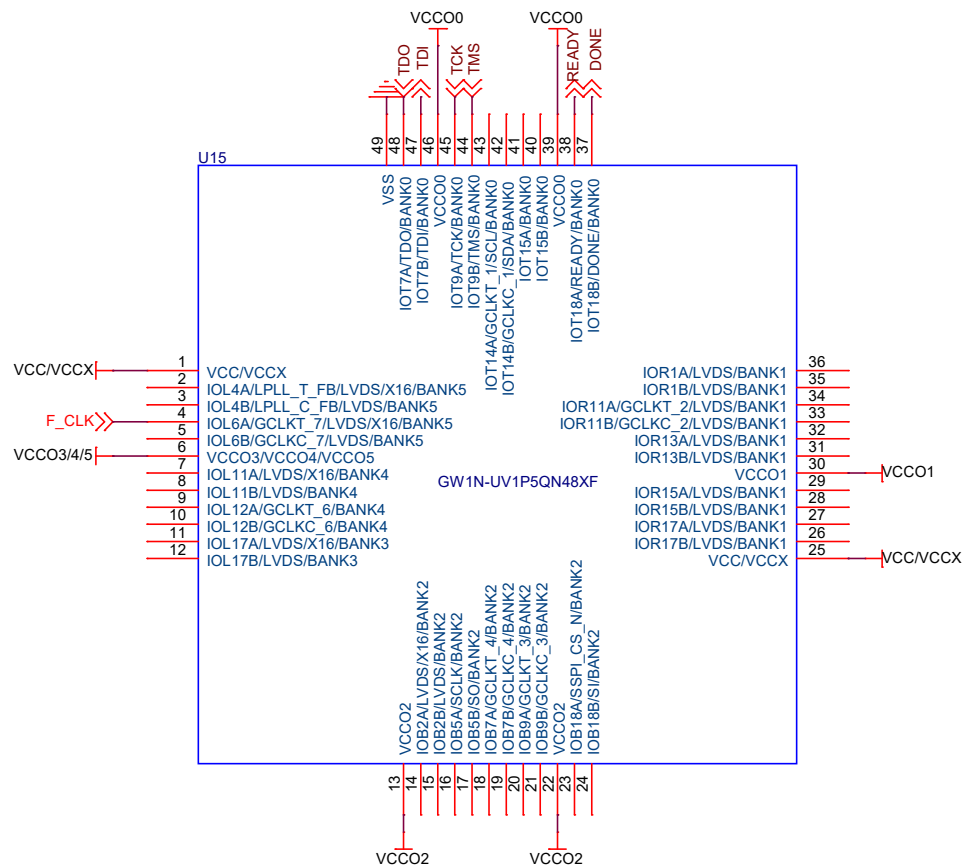 VCCO0
VCCO0
TDO
TDI
TCK
TMS
READY
DONE
49
48
47
46
45
44
43
42
41
40
39
38
37
U15
VSS
IOT7A/TDO/BANK0
IOT7B/TDI/BANK0
VCCO0
IOT9A/TCK/BANK0
IOT9B/TMS/BANK0
IOT14A/GCLKT_1/SCL/BANK0
IOT14B/GCLKC_1/SDA/BANK0
IOT15A/BANK0
IOT15B/BANK0
VCCO0
IOT18A/READY/BANK0
IOT18B/DONE/BANK0
VCC/VCCX 1 VCC/VCCX
2 IOL4A/LPLL_T_FB/LVDS/X16/BANK5
3 IOL4B/LPLL_C_FB/LVDS/BANK5
F_CLK 4 IOL6A/GCLKT_7/LVDS/X16/BANK5
5 IOL6B/GCLKC_7/LVDS/BANK5
VCCO3/4/5 6 VCCO3/VCCO4/VCCO5
7 IOL11A/LVDS/X16/BANK4
8 IOL11B/LVDS/BANK4
9 IOL12A/GCLKT_6/BANK4
10 IOL12B/GCLKC_6/BANK4
11 IOL17A/LVDS/X16/BANK3
12 IOL17B/LVDS/BANK3
GW1N-UV1P5QN48XF
IOR1A/LVDS/BANK1 36
IOR1B/LVDS/BANK1 35
IOR11A/GCLKT_2/LVDS/BANK1 34
IOR11B/GCLKC_2/LVDS/BANK1 33
IOR13A/LVDS/BANK1 32
IOR13B/LVDS/BANK1 31
VCCO1 30 VCCO1
IOR15A/LVDS/BANK1 29
IOR15B/LVDS/BANK1 28
IOR17A/LVDS/BANK1 27
IOR17B/LVDS/BANK1 26
VCC/VCCX 25 VCC/VCCX
VCCO2
IOB2A/LVDS/X16/BANK2
IOB2B/LVDS/BANK2
IOB5A/SCLK/BANK2
IOB5B/SO/BANK2
IOB7A/GCLKT_4/BANK2
IOB7B/GCLKC_4/BANK2
IOB9A/GCLKT_3/BANK2
IOB9B/GCLKC_3/BANK2
VCCO2
IOB18A/SSPI_CS_N/BANK2
IOB18B/SI/BANK2
13
14
15
16
17
18
19
20
21
22
23
24
VCCO2
VCCO2